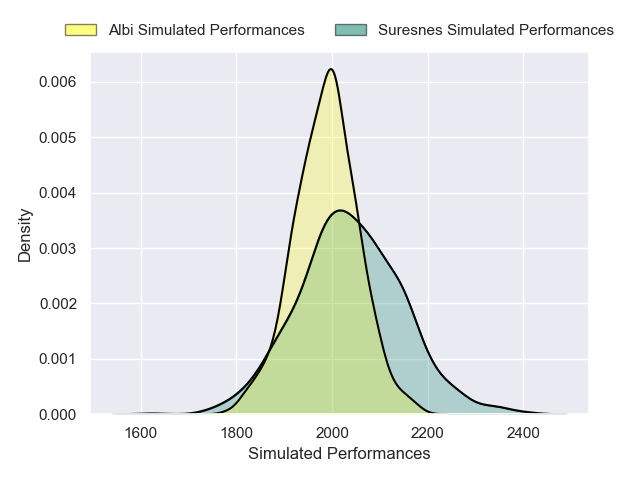 Albi Simulated Performances
Suresnes Simulated Performances
0.006
0.005
0.004
0.003
0.002
0.001
0.000
Density
1600 1800 2000 2200 2400
Simulated Performances